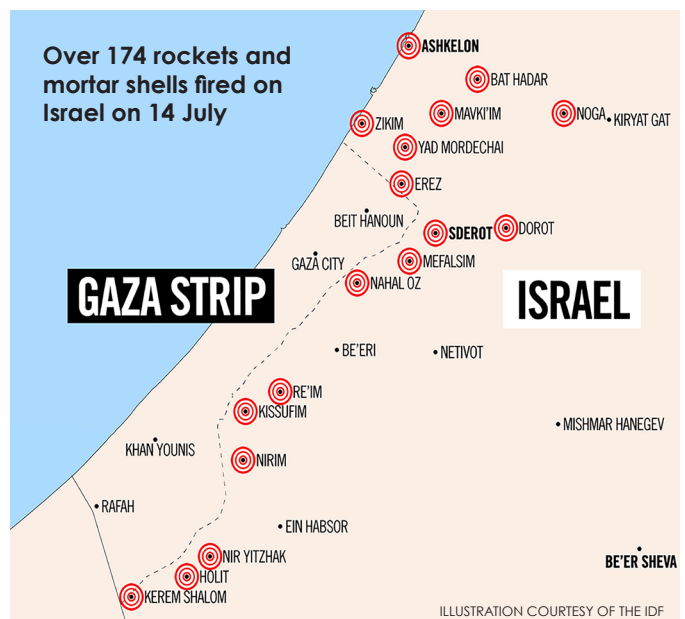 Over 174 rockets and
mortar shells fired on
Israel on 14 July
ASHKELON
BAT HADAR
MAVKI'IM
NOGA
KIRYAT GAT
ZIKIM
YAD MORDECHAI
EREZ
BEIT HANOUN
SDEROT
DOROT
GAZA CITY
MEFALSIM
NAHAL OZ
GAZA STRIP
ISRAEL
BE'ERI
NETIVOT
RE'IM
KISSUFIM
MISHMAR HANEGEV
KHAN YOUNIS
NIRIM
RAFAH
EIN HABSOR
NIR YITZHAK
BE'ER SHEVA
HOLIT
KEREM SHALOM
ILLUSTRATION COURTESY OF THE IDF